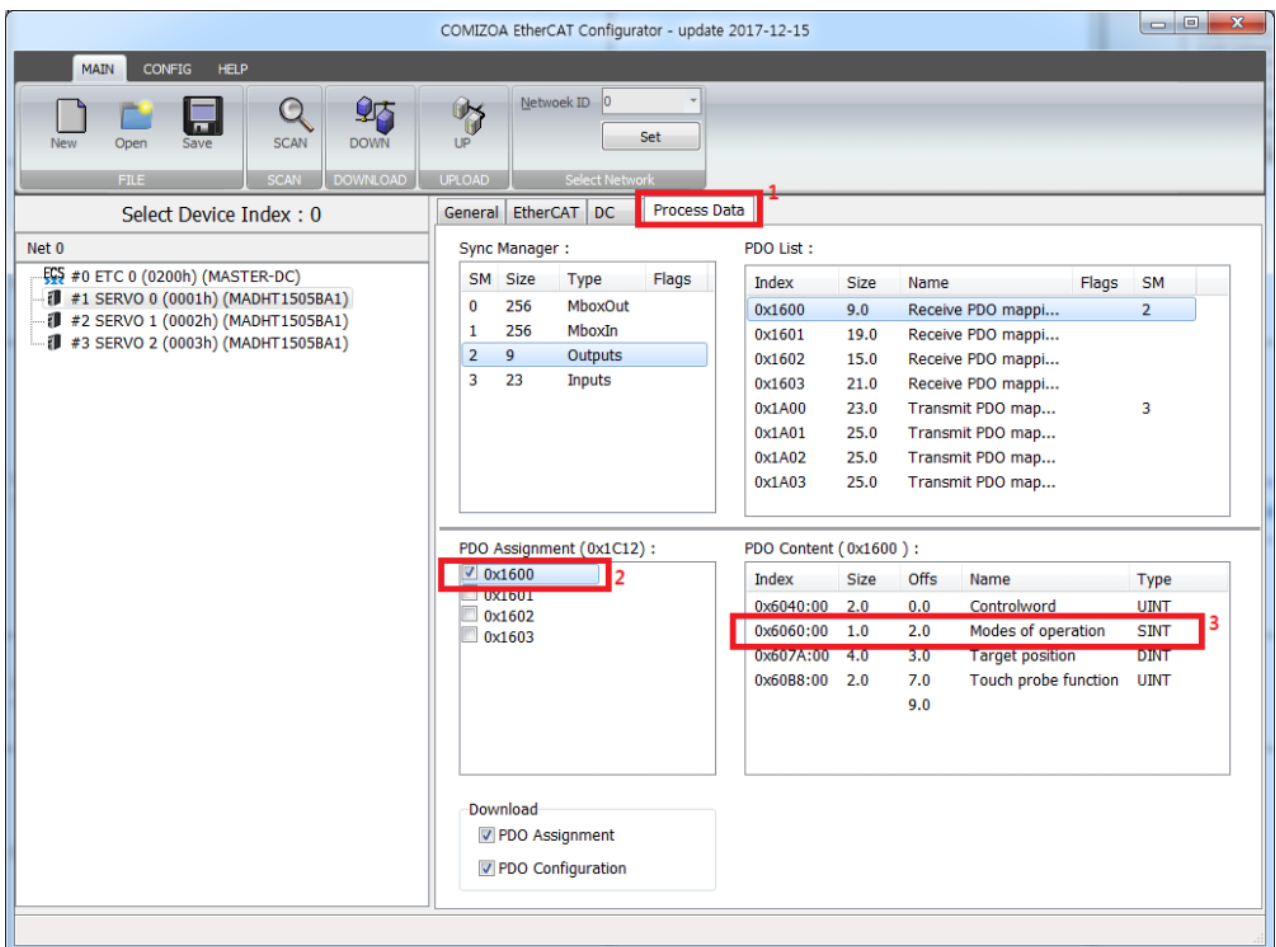 COMIZOA EtherCAT Configurator - update 2017-12-15
MAIN CONFIG HELP
New Open Save SCAN DOWN UP Netwoek ID 0
Set
FILE SCAN DOWNLOAD UPLOAD Select Network
Select Device Index : 0
Net 0
ECS #0 ETC 0 (0200h) (MASTER-DC)
#1 SERVO 0 (0001h) (MADHT1505BA1)
#2 SERVO 1 (0002h) (MADHT1505BA1)
#3 SERVO 2 (0003h) (MADHT1505BA1)
General EtherCAT DC Process Data 1
Sync Manager :
SM Size Type Flags
0 256 MboxOut
1 256 MboxIn
2 9 Outputs
3 23 Inputs
PDO List :
Index Size Name Flags SM
0x1600 9.0 Receive PDO mappi... 2
0x1601 19.0 Receive PDO mappi...
0x1602 15.0 Receive PDO mappi...
0x1603 21.0 Receive PDO mappi...
0x1A00 23.0 Transmit PDO map... 3
0x1A01 25.0 Transmit PDO map...
0x1A02 25.0 Transmit PDO map...
0x1A03 25.0 Transmit PDO map...
PDO Assignment (0x1C12) :
0x1600 2
0x1601
0x1602
0x1603
PDO Content (0x1600 ) :
Index Size Offs Name Type
0x6040:00 2.0 0.0 Controlword UINT
0x6060:00 1.0 2.0 Modes of operation SINT 3
0x607A:00 4.0 3.0 Target position DINT
0x60B8:00 2.0 7.0 Touch probe function UINT
9.0
Download
PDO Assignment
PDO Configuration